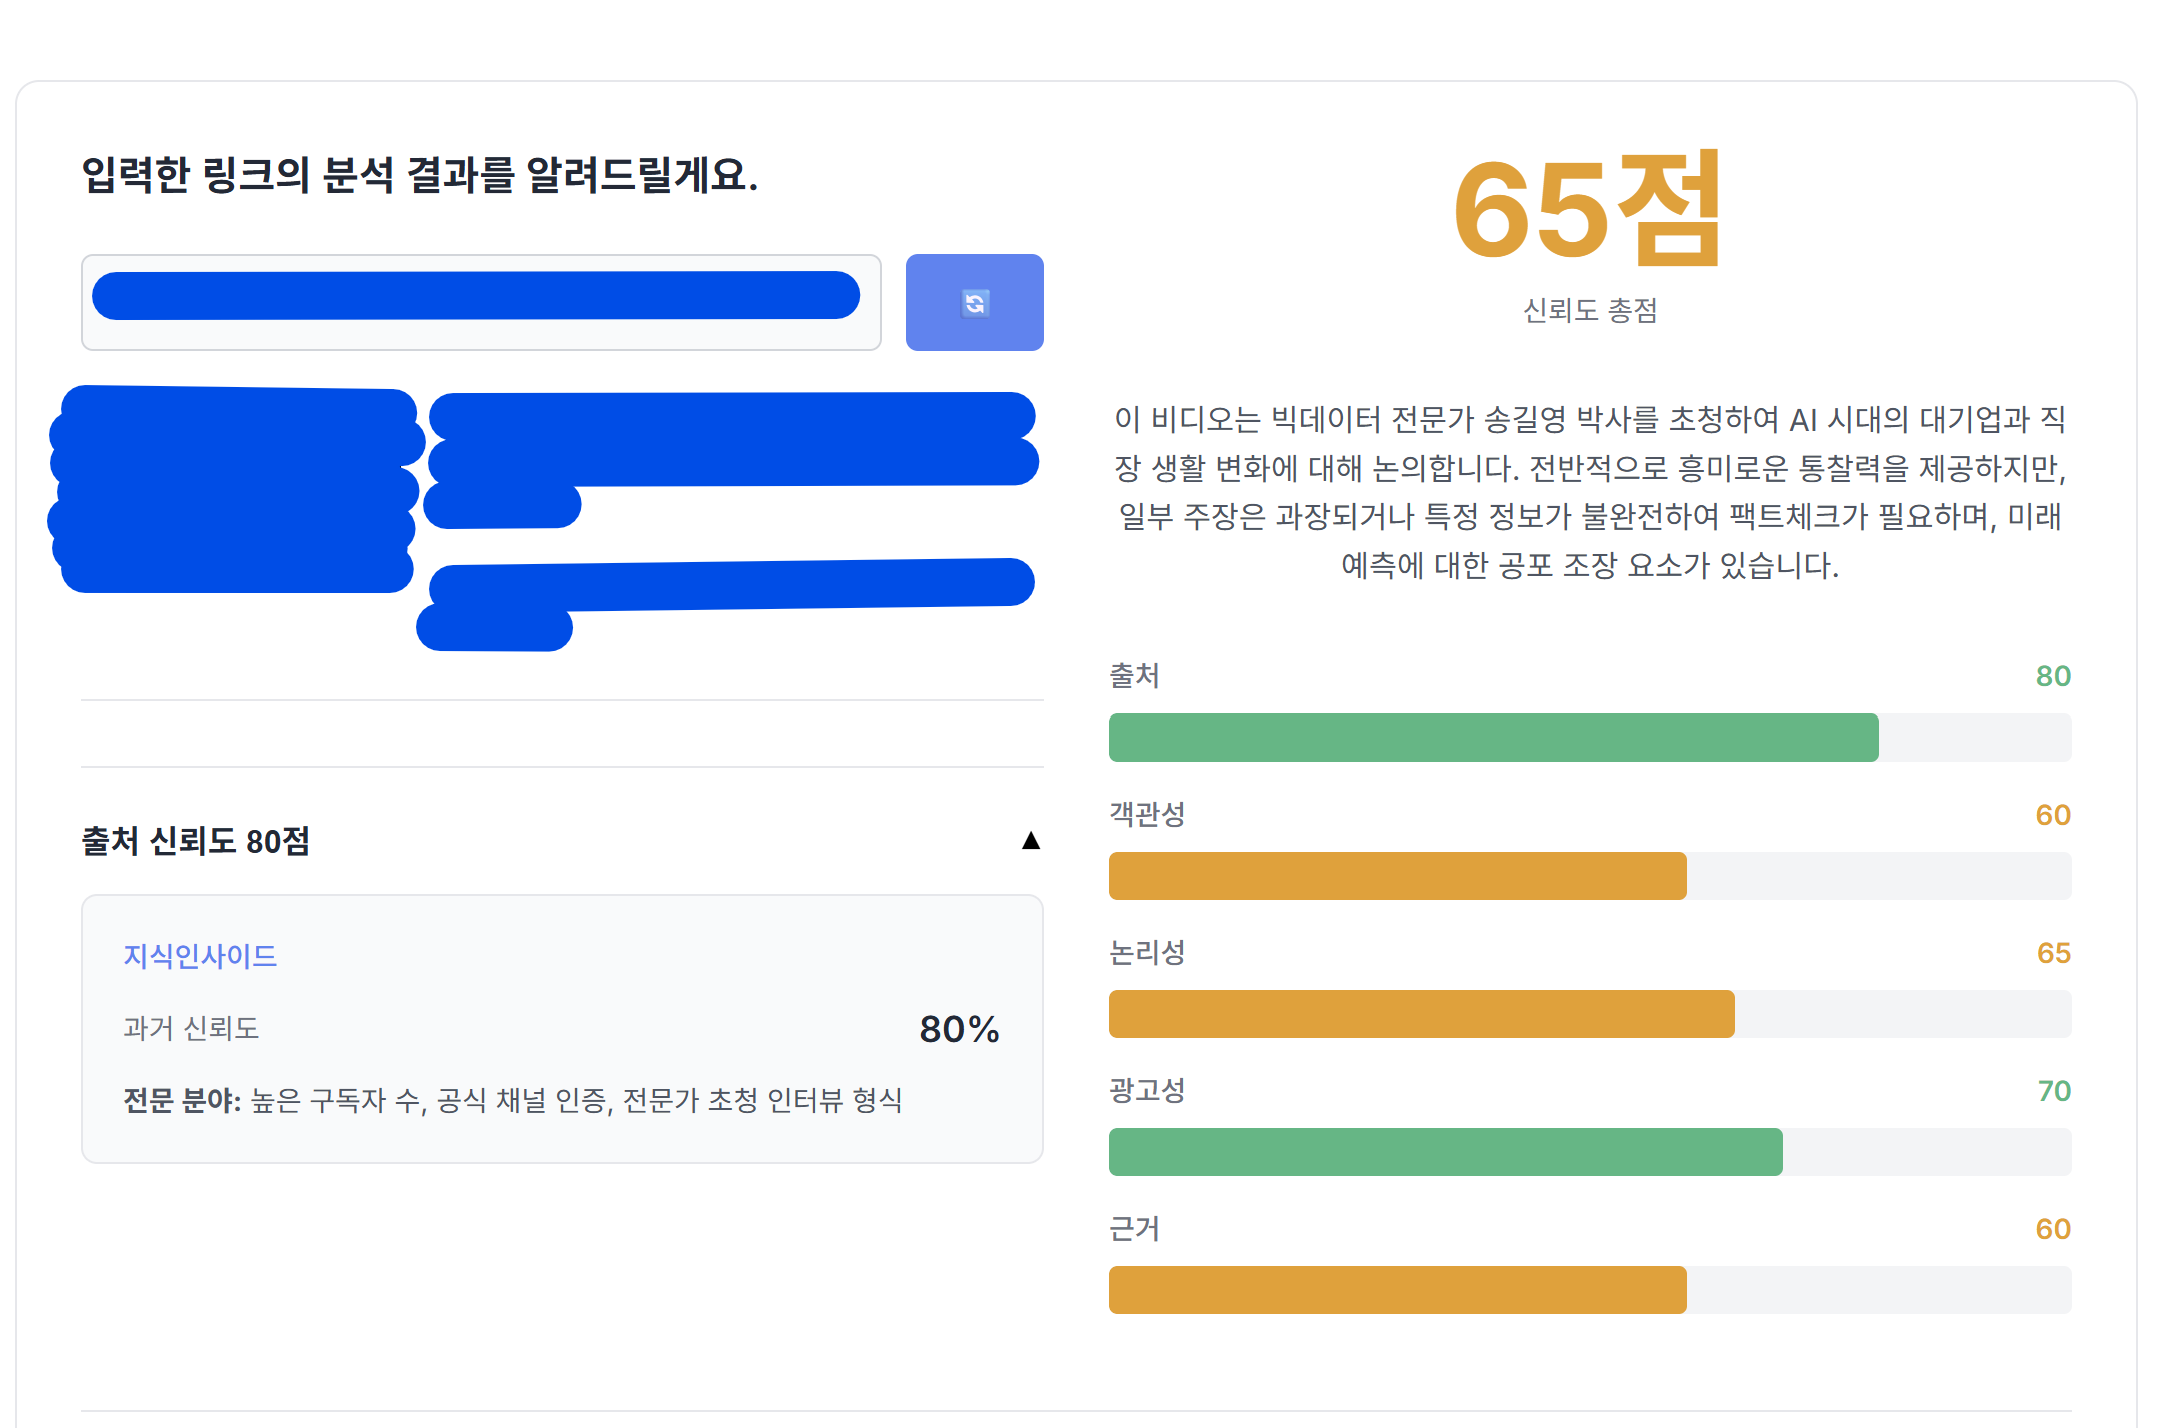 입력한 링크의 분석 결과를 알려드릴게요.
출처 신뢰도 80점
▲
지식인사이드
과거 신뢰도
80%
전문 분야: 높은 구독자 수, 공식 채널 인증, 전문가 초청 인터뷰 형식
65점
신뢰도 총점
이 비디오는 빅데이터 전문가 송길영 박사를 초청하여 AI 시대의 대기업과 직
장 생활 변화에 대해 논의합니다. 전반적으로 흥미로운 통찰력을 제공하지만,
일부 주장은 과장되거나 특정 정보가 불완전하여 팩트체크가 필요하며, 미래
예측에 대한 공포 조장 요소가 있습니다.
출처
80
객관성
60
논리성
65
광고성
70
근거
60